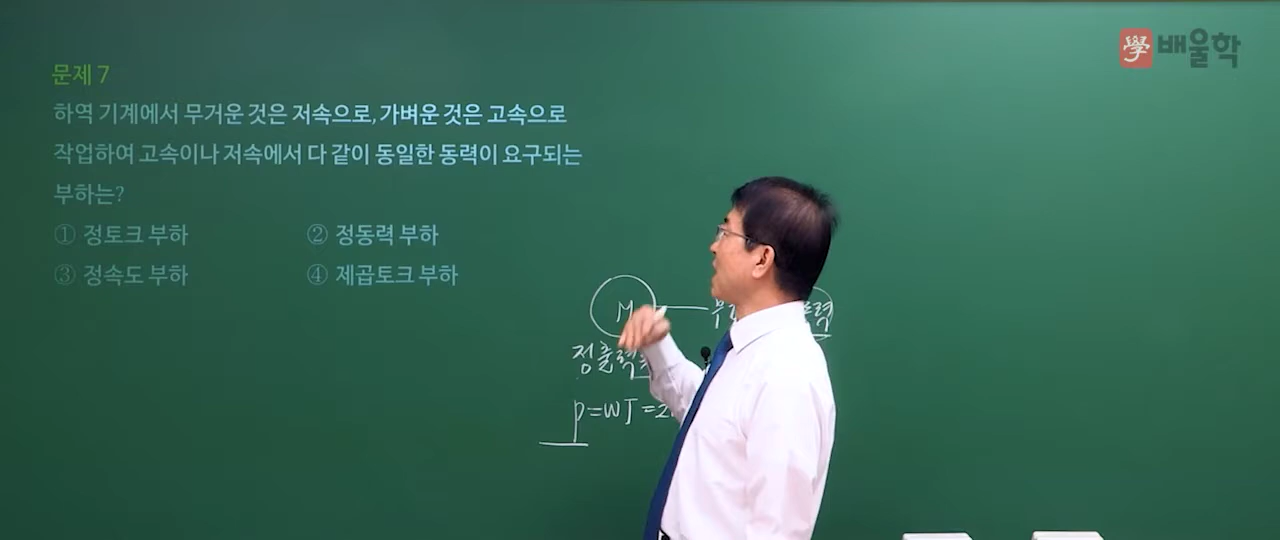 學 배울학
문제 7
하역 기계에서 무거운 것은 저속으로, 가벼운 것은 고속으로
작업하여 고속이나 저속에서 다 같이 동일한 동력이 요구되는
부하는?
① 정토크 부하 ② 정동력 부하
③ 정속도 부하 ④ 제곱토크 부하
M
정출력
P=WT=2